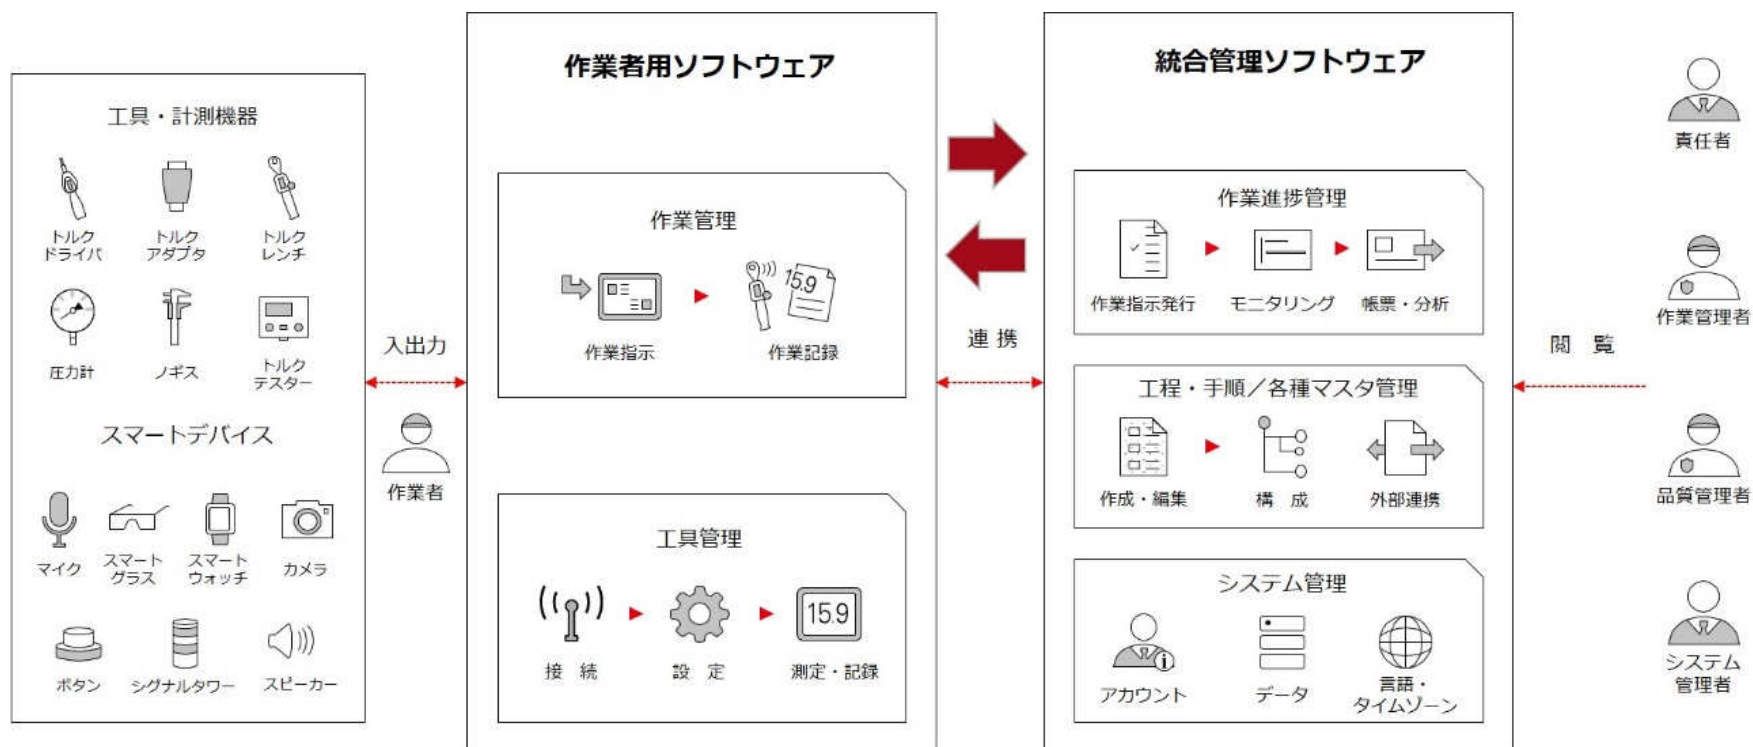 工具・計測機器
トルク
ドライバ
トルク
アダプタ
トルク
レンチ
圧力計
ノギス
トルク
テスター
スマートデバイス
マイク
スマート
グラス
スマート
ウォッチ
カメラ
ボタン
シグナルタワー
スピーカー
入出力
作業者
作業者用ソフトウェア
作業管理
作業指示
15.9
作業記録
工具管理
接 続
設 定
15.9
測定・記録
連 携
統合管理ソフトウェア
作業進捗管理
作業指示発行
モニタリング
帳票・分析
工程・手順／各種マスタ管理
作成・編集
構 成
外部連携
システム管理
アカウント
データ
言語・
タイムゾーン
閲 覧
責任者
作業管理者
品質管理者
システム
管理者